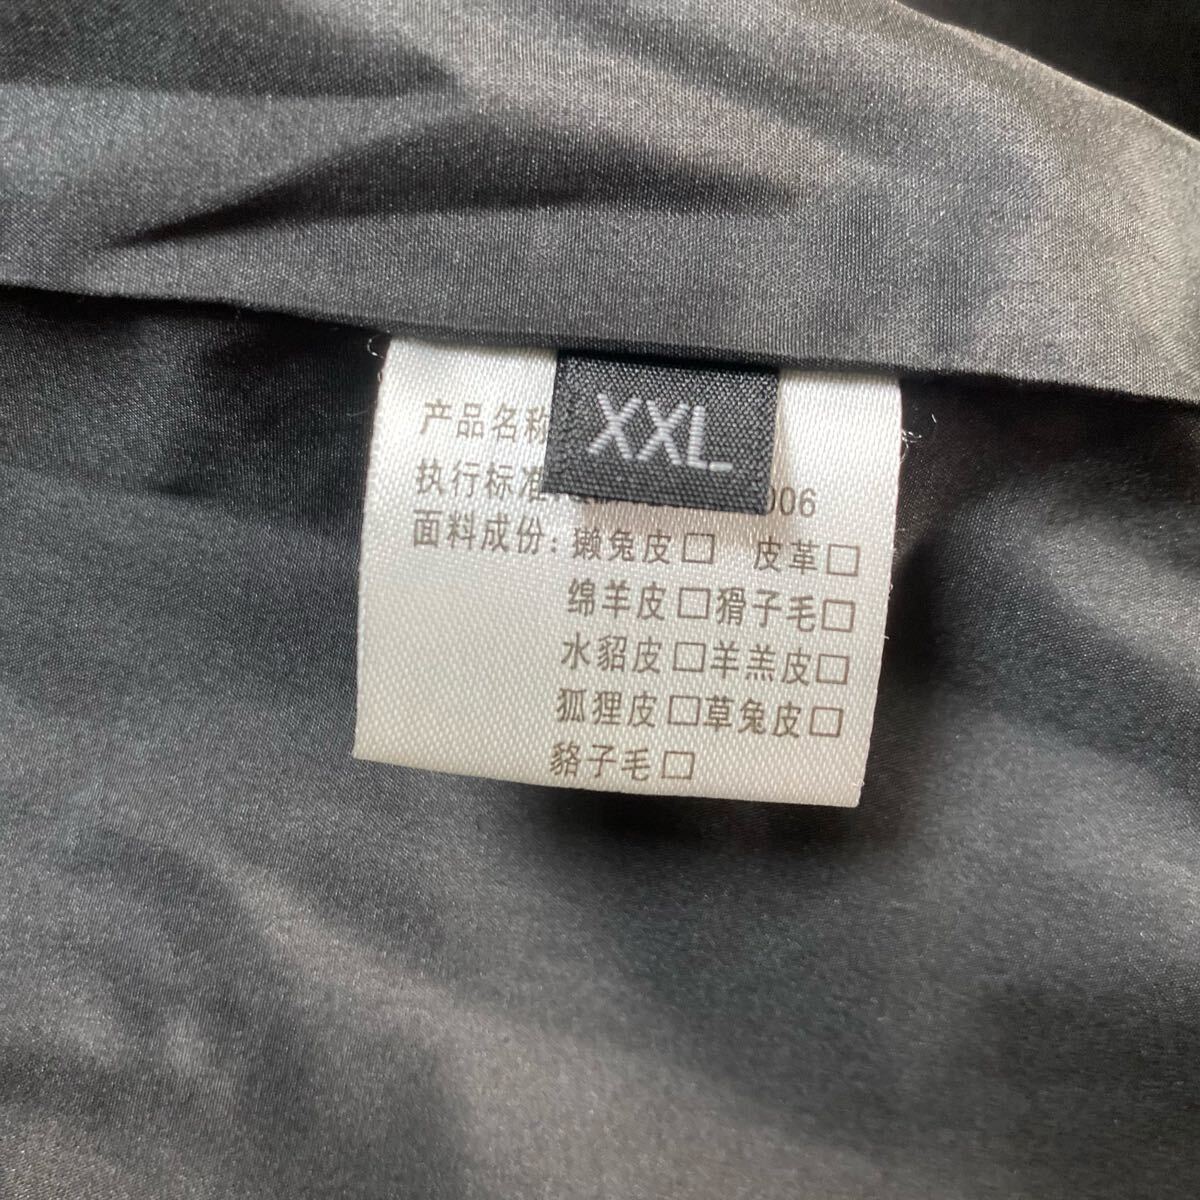 XXL
产品名称
执行标准 006
面料成份：獭兔皮□ 皮革□
绵羊皮□ 猾子毛□
水貂皮□ 羊羔皮□
狐狸皮□ 草兔皮□
貉子毛□